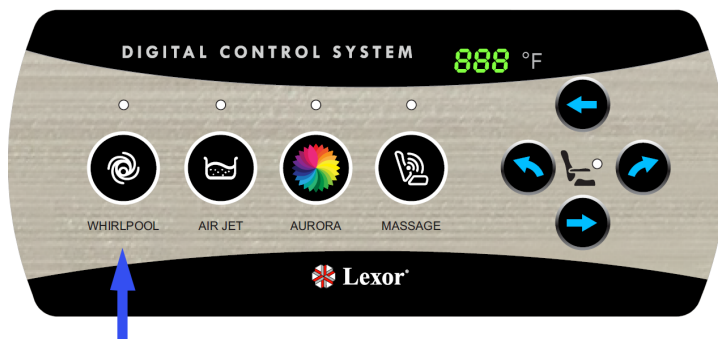 DIGITAL CONTROL SYSTEM
888 °F
WHIRLPOOL
AIR JET
AURORA
MASSAGE
Lexor